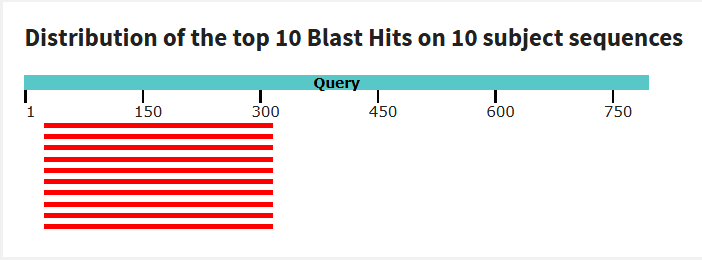 Distribution of the top 10 Blast Hits on 10 subject sequences
Query
1 150 300 450 600 750